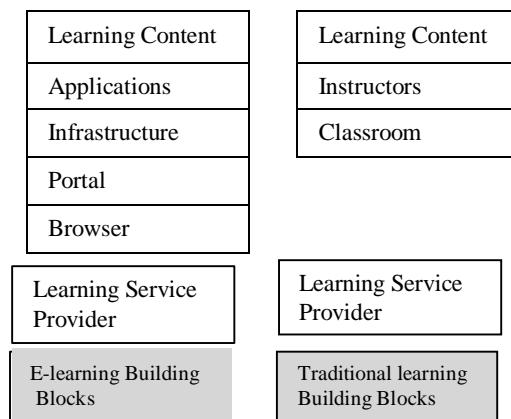 Learning Content
Applications
Infrastructure
Portal
Browser
Learning Service
Provider
E-learning Building
Blocks
Learning Content
Instructors
Classroom
Learning Service
Provider
Traditional learning
Building Blocks